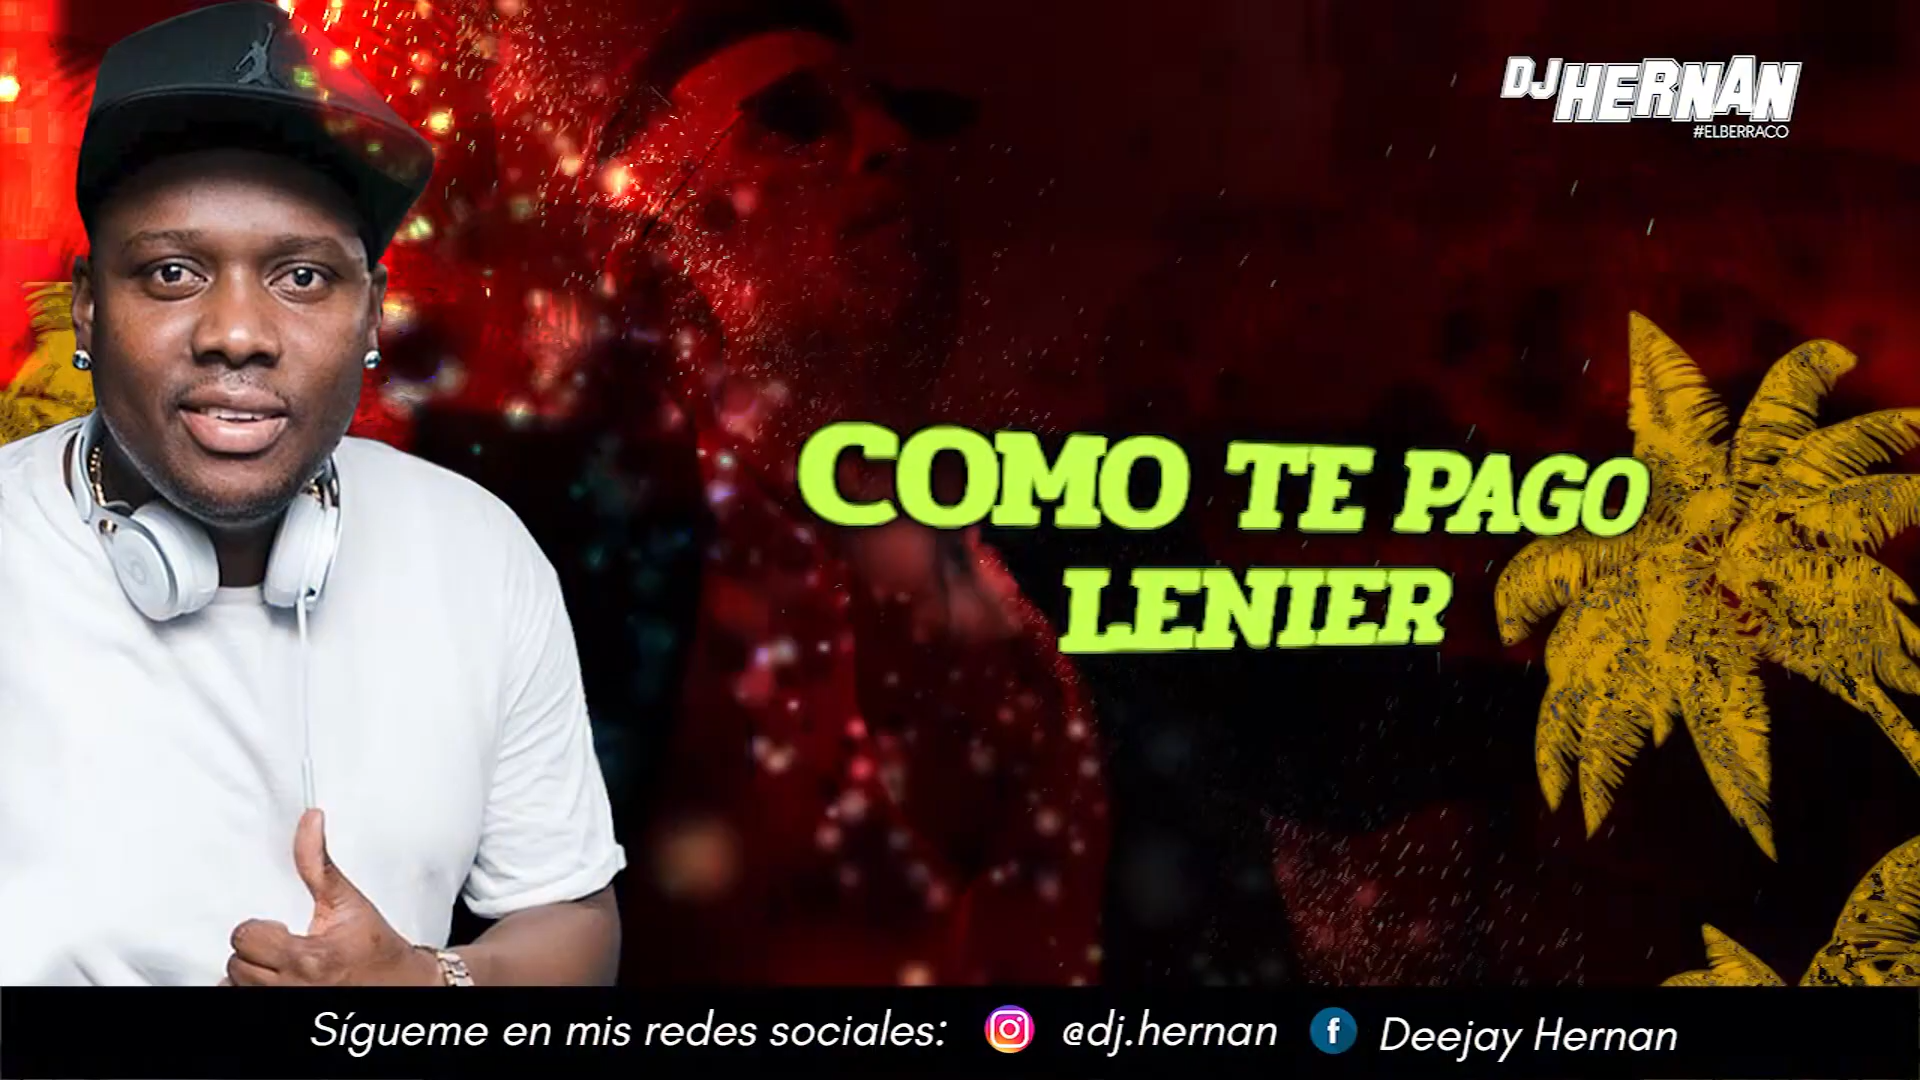 DJ HERNAN
#ELBERRACO
COMO TE PAGO
LENIER
Sígueme en mis redes sociales: @dj.hernan Deejay Hernan